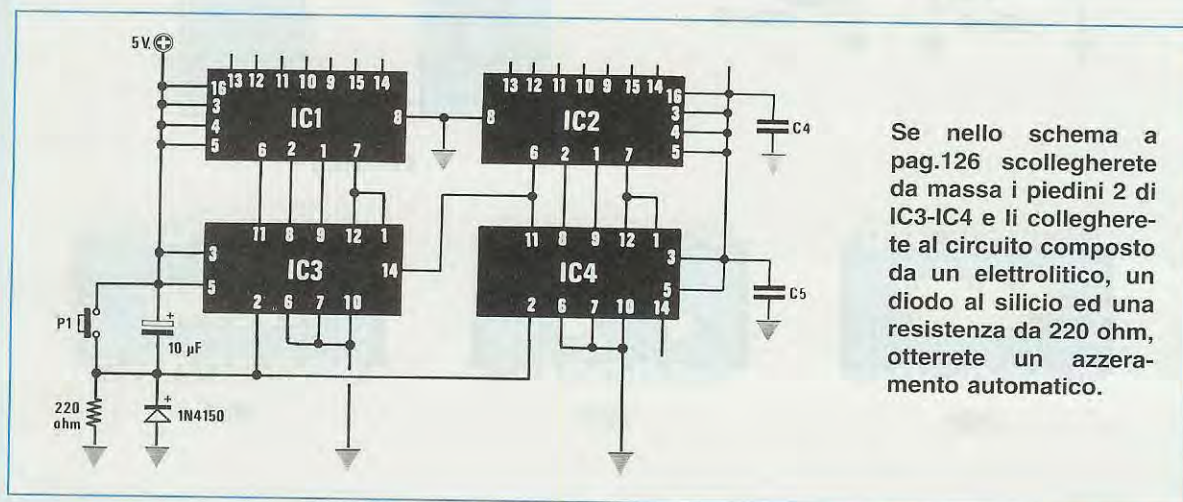 5 V.
13 12 11 10 9 15 14
16
3
4
5
IC1
8
6 2 1 7
13 12 11 10 9 15 14
8
16
3
4
5
IC2
6 2 1 7
C4
11 8 9 12 1
3
5
IC3
14
2 6 7 10
11 8 9 12 1
IC4
3
5
2 6 7 10 14
C5
P1
10 µF
220
ohm
1N4150
Se nello schema a
pag.126 scollegherete
da massa i piedini 2 di
IC3-IC4 e li colleghere-
te al circuito composto
da un elettrolitico, un
diodo al silicio ed una
resistenza da 220 ohm,
otterrete un azzera-
mento automatico.